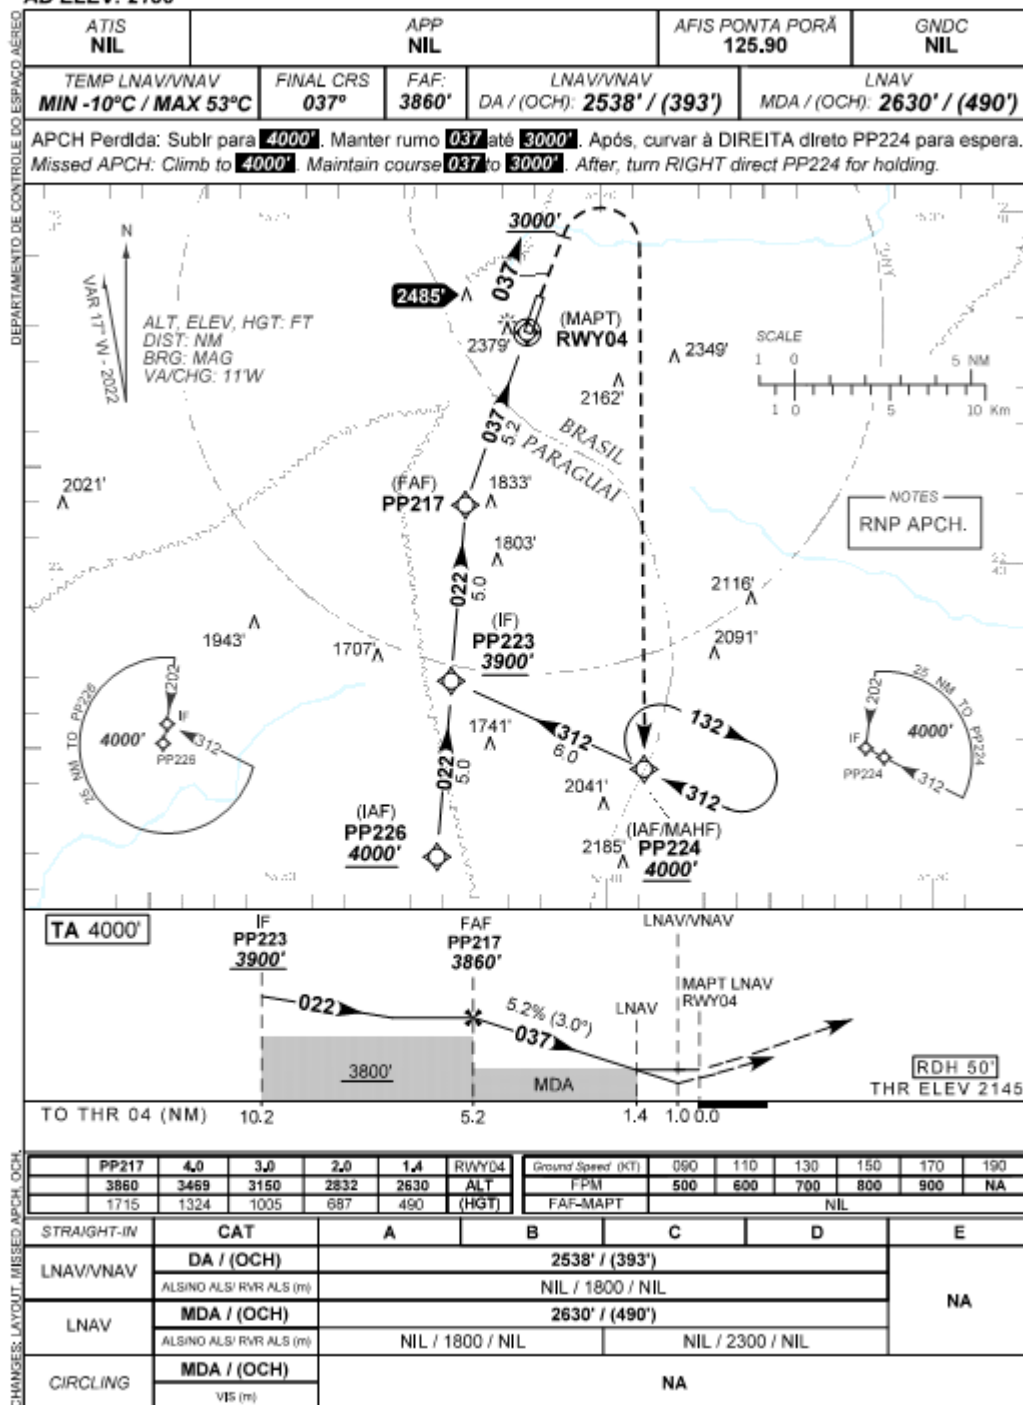 ATIS
NIL
APP
NIL
AFIS PONTA PORÃ
125.90
GNDC
NIL
TEMP LNAV/VNAV
MIN -10ºC / MAX 53ºC
FINAL CRS
037º
FAF:
3860'
LNAV/VNAV
DA / (OCH): 2538' / (393')
LNAV
MDA / (OCH): 2630' / (490')
APCH Perdida: Subir para 4000'. Manter rumo 037 até 3000'. Após, curvar à DIREITA direto PP224 para espera.
Missed APCH: Climb to 4000'. Maintain course 037 to 3000'. After, turn RIGHT direct PP224 for holding.
DEPARTAMENTO DE CONTROLE DO ESPAÇO AÉREO
N
VAR 17° W - 2022
ALT, ELEV, HGT: FT
DIST: NM
BRG: MAG
VA/CHG: 11'W
3000'
037
2485'
2379'
(MAPT)
RWY04
2162'
2349'
SCALE
1 0 5 NM
1 0 5 10 Km
037
5.2
BRASIL
PARAGUAI
2021'
(FAF)
PP217
1833'
1803'
NOTES
RNP APCH.
022
5.0
2116'
2091'
(IF)
PP223
3900'
1943'
1707'
1741'
312
6.0
132
312
2041'
2185'
022
5.0
(IAF)
PP226
4000'
(IAF/MAHF)
PP224
4000'
25 NM TO PP226
4000'
202
IF
312
PP226
25 NM TO PP224
4000'
202
IF
312
PP224
TA 4000'
IF
PP223
3900'
FAF
PP217
3860'
LNAV/VNAV
MAPT LNAV
RWY04
LNAV
022
5.2% (3.0°)
037
3800'
MDA
RDH 50'
THR ELEV 2145
TO THR 04 (NM)
10.2 5.2 1.4 1.0 0.0
PP217 4.0 3.0 2.0 1.4 RWY04
3860 3469 3150 2832 2630 ALT
1715 1324 1005 687 490 (HGT)
Ground Speed (KT) 090 110 130 150 170 190
FPM 500 600 700 800 900 NA
FAF-MAPT NIL
STRAIGHT-IN CAT A B C D E
LNAV/VNAV
DA / (OCH) 2538' / (393')
ALS/NO ALS/ RVR ALS (m) NIL / 1800 / NIL
NA
LNAV
MDA / (OCH) 2630' / (490')
ALS/NO ALS/ RVR ALS (m) NIL / 1800 / NIL NIL / 2300 / NIL
CIRCLING
MDA / (OCH)
VIS (m)
NA
CHANGES: LAYOUT, MISSED APCH, OCH.